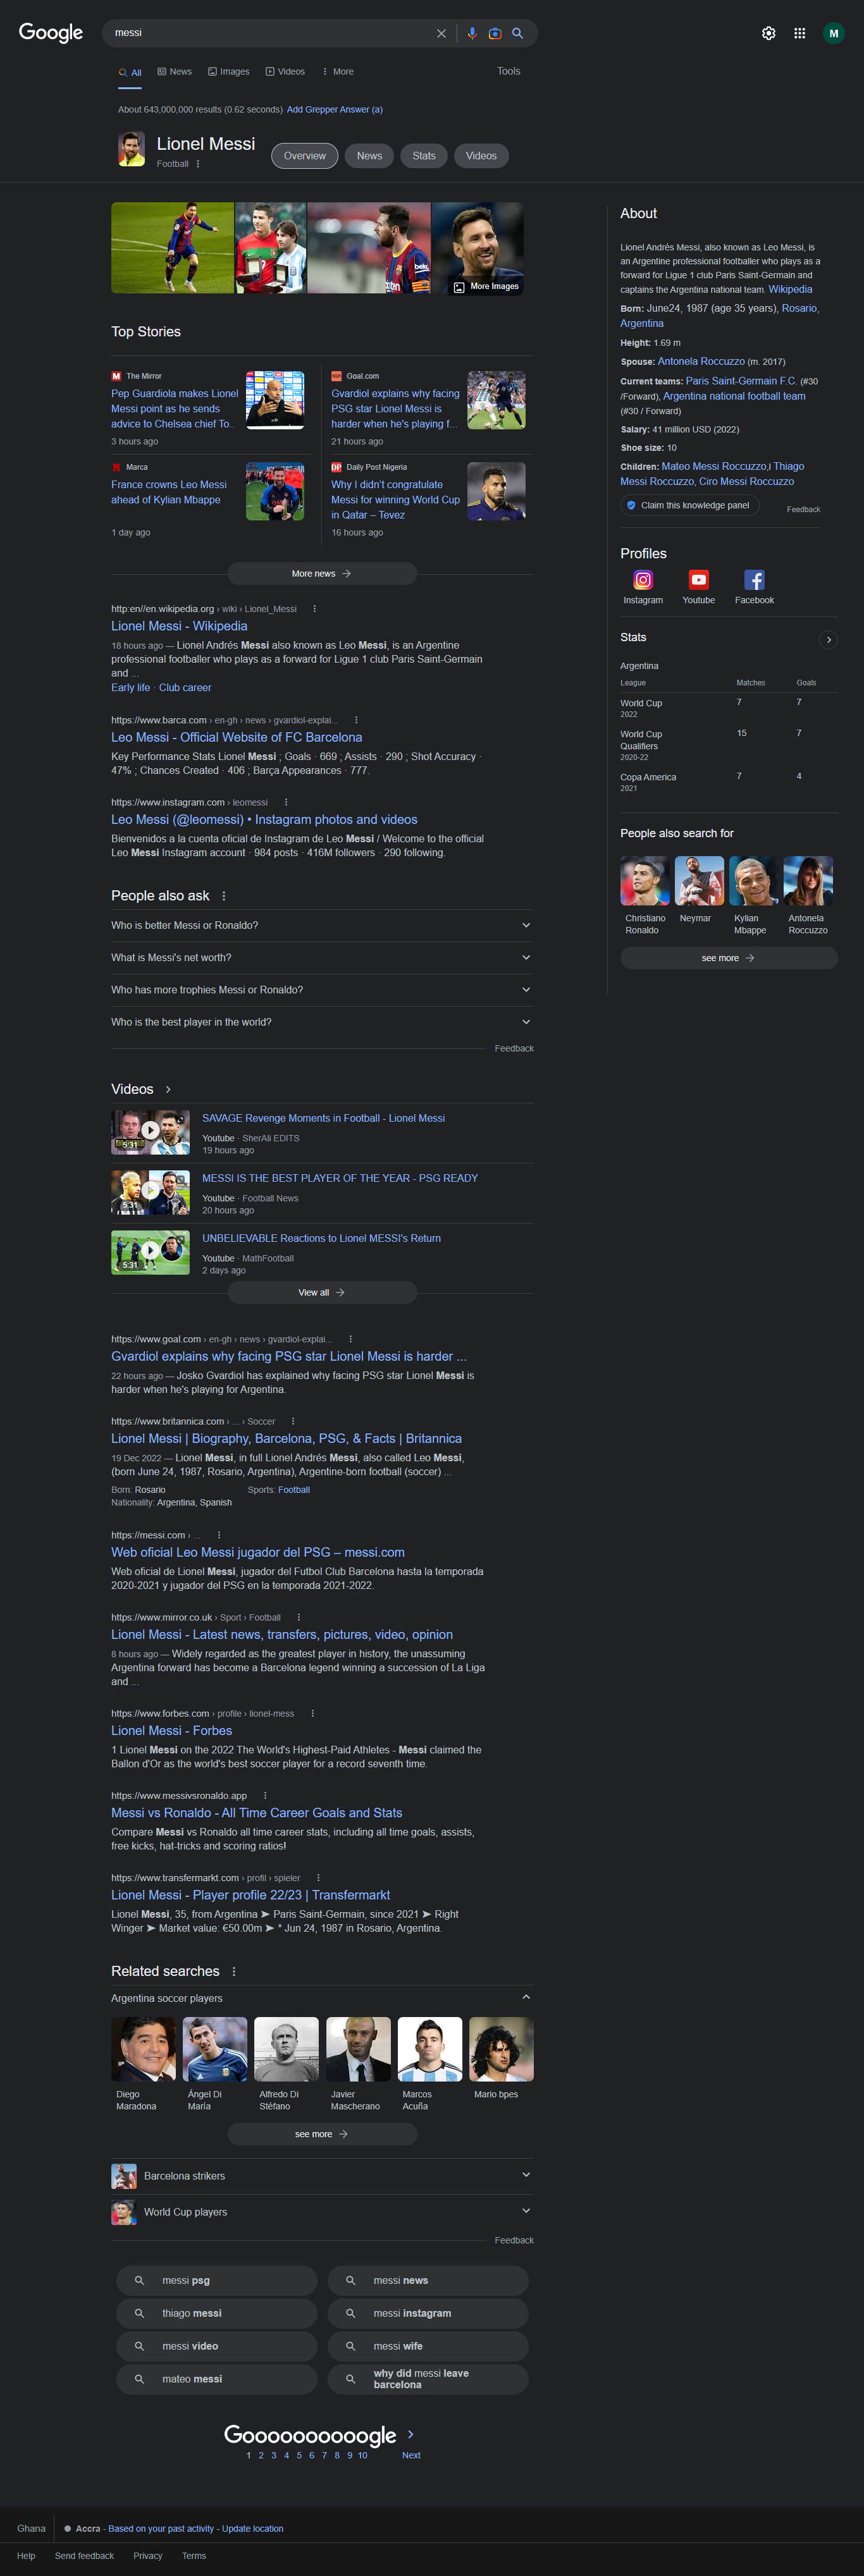 Google
messi
All
News
Images
Videos
More
Tools
About 643,000,000 results (0.62 seconds) Add Grepper Answer (a)
Lionel Messi
Football
Overview
News
Stats
Videos
More Images
Top Stories
The Mirror
Pep Guardiola makes Lionel
Messi point as he sends
advice to Chelsea chief To..
3 hours ago
Goal.com
Gvardiol explains why facing
PSG star Lionel Messi is
harder when he's playing f...
21 hours ago
Marca
France crowns Leo Messi
ahead of Kylian Mbappe
1 day ago
DP Daily Post Nigeria
Why I didn't congratulate
Messi for winning World Cup
in Qatar – Tevez
16 hours ago
More news
http:en//en.wikipedia.org › wiki › Lionel_Messi
Lionel Messi - Wikipedia
18 hours ago — Lionel Andrés Messi also known as Leo Messi, is an Argentine
professional footballer who plays as a forward for Ligue 1 club Paris Saint-Germain
and ...
Early life · Club career
https://www.barca.com › en-gh › news › gvardiol-explai...
Leo Messi - Official Website of FC Barcelona
Key Performance Stats Lionel Messi ; Goals · 669 ; Assists · 290 ; Shot Accuracy ·
47% ; Chances Created · 406 ; Barça Appearances · 777.
https://www.instagram.com › leomessi
Leo Messi (@leomessi) • Instagram photos and videos
Bienvenidos a la cuenta oficial de Instagram de Leo Messi / Welcome to the official
Leo Messi Instagram account · 984 posts · 416M followers · 290 following.
People also ask
Who is better Messi or Ronaldo?
What is Messi's net worth?
Who has more trophies Messi or Ronaldo?
Who is the best player in the world?
Feedback
Videos
5:31
SAVAGE Revenge Moments in Football - Lionel Messi
Youtube · SherAli EDITS
19 hours ago
5:31
MESSI IS THE BEST PLAYER OF THE YEAR - PSG READY
Youtube · Football News
20 hours ago
5:31
UNBELIEVABLE Reactions to Lionel MESSI's Return
Youtube · MathFootball
2 days ago
View all
https://www.goal.com › en-gh › news › gvardiol-explai...
Gvardiol explains why facing PSG star Lionel Messi is harder ...
22 hours ago — Josko Gvardiol has explained why facing PSG star Lionel Messi is
harder when he's playing for Argentina.
https://www.britannica.com › ... › Soccer
Lionel Messi | Biography, Barcelona, PSG, & Facts | Britannica
19 Dec 2022 — Lionel Messi, in full Lionel Andrés Messi, also called Leo Messi,
(born June 24, 1987, Rosario, Argentina), Argentine-born football (soccer) ...
Born: Rosario
Sports: Football
Nationality: Argentina, Spanish
https://messi.com › ...
Web oficial Leo Messi jugador del PSG – messi.com
Web oficial de Lionel Messi, jugador del Futbol Club Barcelona hasta la temporada
2020-2021 y jugador del PSG en la temporada 2021-2022.
https://www.mirror.co.uk › Sport › Football
Lionel Messi - Latest news, transfers, pictures, video, opinion
8 hours ago — Widely regarded as the greatest player in history, the unassuming
Argentina forward has become a Barcelona legend winning a succession of La Liga
and ...
https://www.forbes.com › profile › lionel-mess
Lionel Messi - Forbes
1 Lionel Messi on the 2022 The World's Highest-Paid Athletes - Messi claimed the
Ballon d'Or as the world's best soccer player for a record seventh time.
https://www.messivsronaldo.app
Messi vs Ronaldo - All Time Career Goals and Stats
Compare Messi vs Ronaldo all time career stats, including all time goals, assists,
free kicks, hat-tricks and scoring ratios!
https://www.transfermarkt.com › profil › spieler
Lionel Messi - Player profile 22/23 | Transfermarkt
Lionel Messi, 35, from Argentina ➤ Paris Saint-Germain, since 2021 ➤ Right
Winger ➤ Market value: €50.00m ➤ * Jun 24, 1987 in Rosario, Argentina.
Related searches
Argentina soccer players
Diego
Maradona
Ángel Di
María
Alfredo Di
Stéfano
Javier
Mascherano
Marcos
Acuña
Mario bpes
see more
Barcelona strikers
World Cup players
Feedback
messi psg
messi news
thiago messi
messi instagram
messi video
messi wife
mateo messi
why did messi leave
barcelona
Gooooooooooogle
1 2 3 4 5 6 7 8 9 10
Next
M
About
Lionel Andrés Messi, also known as Leo Messi, is
an Argentine professional footballer who plays as a
forward for Ligue 1 club Paris Saint-Germain and
captains the Argentina national team. Wikipedia
Born: June24, 1987 (age 35 years), Rosario,
Argentina
Height: 1.69 m
Spouse: Antonela Roccuzzo (m. 2017)
Current teams: Paris Saint-Germain F.C. (#30
/Forward), Argentina national football team
(#30 / Forward)
Salary: 41 million USD (2022)
Shoe size: 10
Children: Mateo Messi Roccuzzo,l Thiago
Messi Roccuzzo, Ciro Messi Roccuzzo
Claim this knowledge panel
Feedback
Profiles
Instagram
Youtube
Facebook
Stats
Argentina
League Matches Goals
World Cup 7 7
2022
World Cup 15 7
Qualifiers
2020-22
Copa America 7 4
2021
People also search for
Christiano
Ronaldo
Neymar
Kylian
Mbappe
Antonela
Roccuzzo
see more
Ghana
Accra - Based on your past activity - Update location
Help
Send feedback
Privacy
Terms